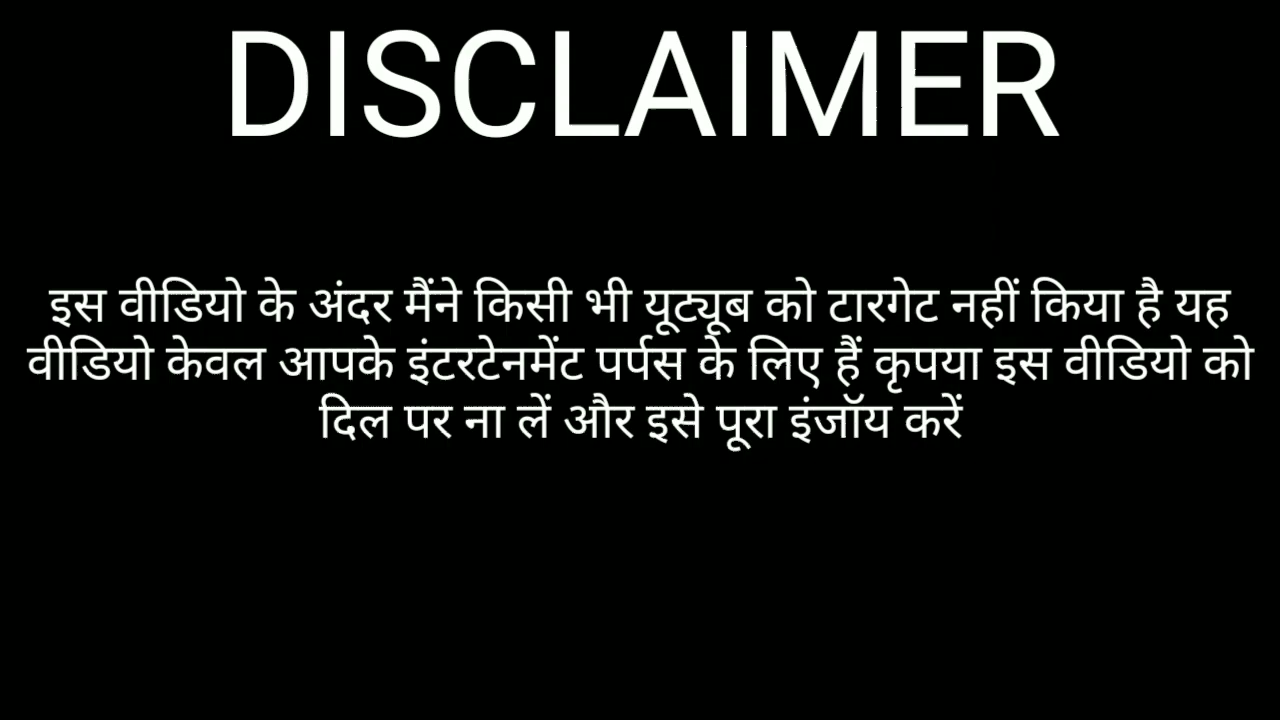 DISCLAIMER
इस वीडियो के अंदर मैंने किसी भी यूट्यूब को टारगेट नहीं किया है यह
वीडियो केवल आपके इंटरटेनमेंट पर्पस के लिए हैं कृपया इस वीडियो को
दिल पर ना लें और इसे पूरा इंजॉय करें